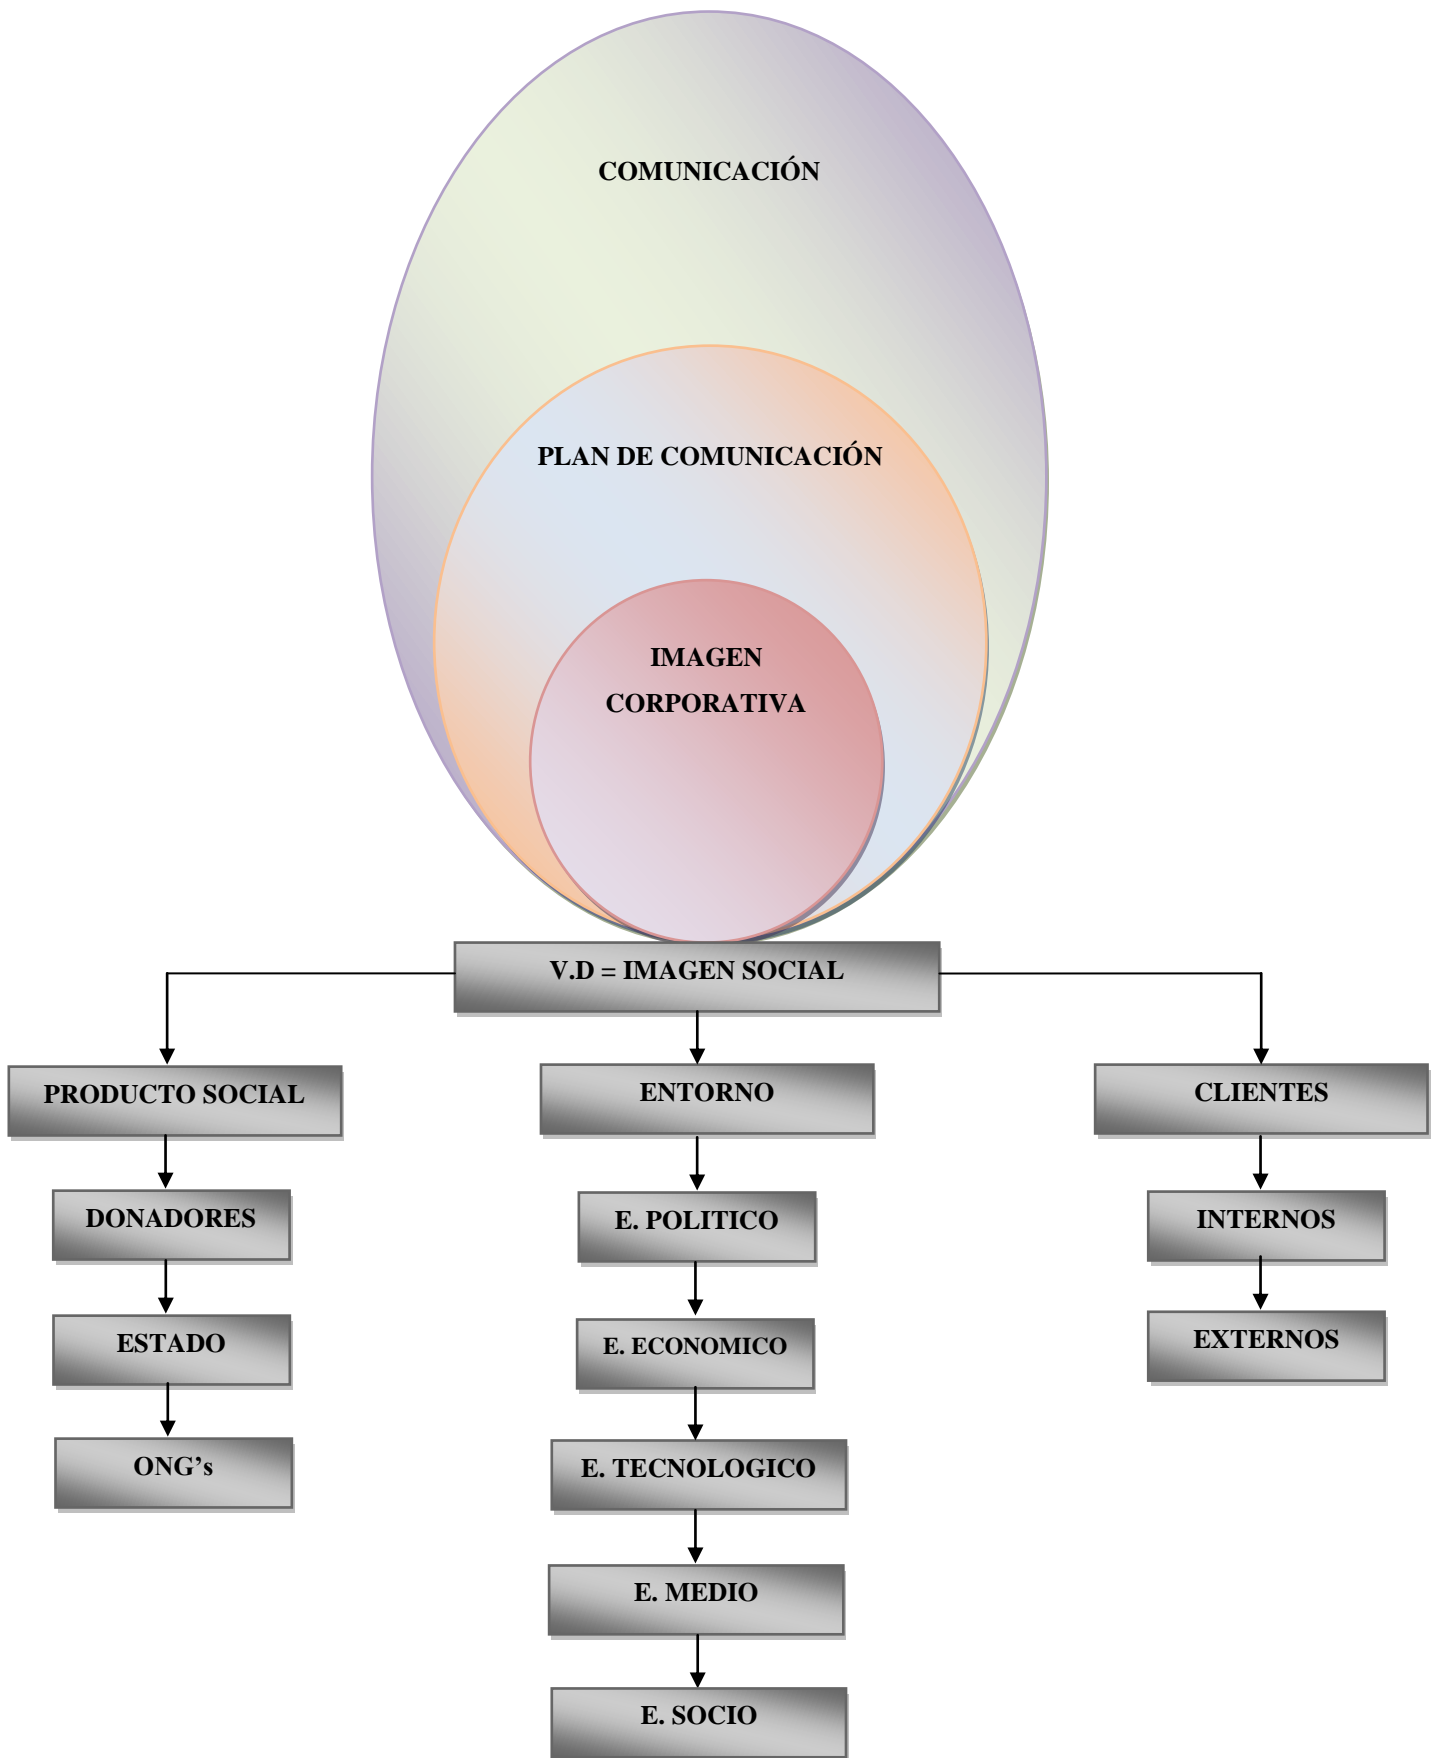 COMUNICACIÓN
PLAN DE COMUNICACIÓN
IMAGEN
CORPORATIVA
V.D = IMAGEN SOCIAL
PRODUCTO SOCIAL
DONADORES
ESTADO
ONG’s
ENTORNO
E. POLITICO
E. ECONOMICO
E. TECNOLOGICO
E. MEDIO
E. SOCIO
CLIENTES
INTERNOS
EXTERNOS